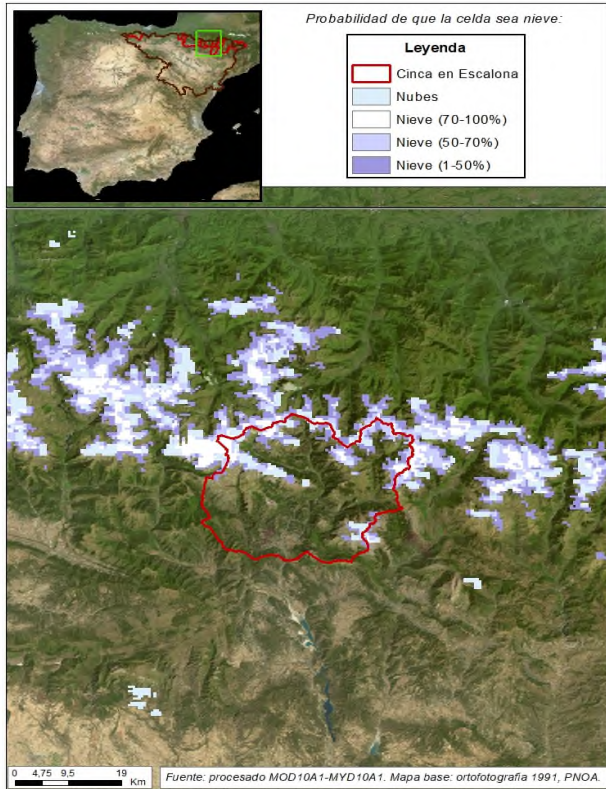 Probabilidad de que la celda sea nieve:
Leyenda
Cinca en Escalona
Nubes
Nieve (70-100%)
Nieve (50-70%)
Nieve (1-50%)
0 4,75 9,5 19
Km
Fuente: procesado MOD10A1-MYD10A1. Mapa base: ortofotografia 1991, PNOA.